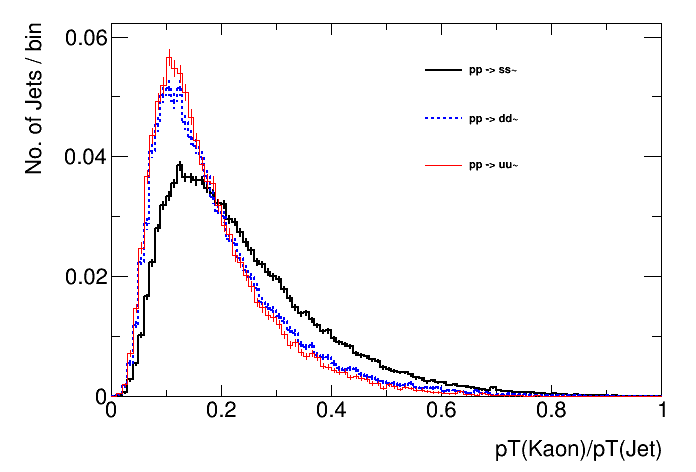 No. of Jets / bin
0.06
0.04
0.02
0
pp -> ss~
pp -> dd~
pp -> uu~
0 0.2 0.4 0.6 0.8 1
pT(Kaon)/pT(Jet)